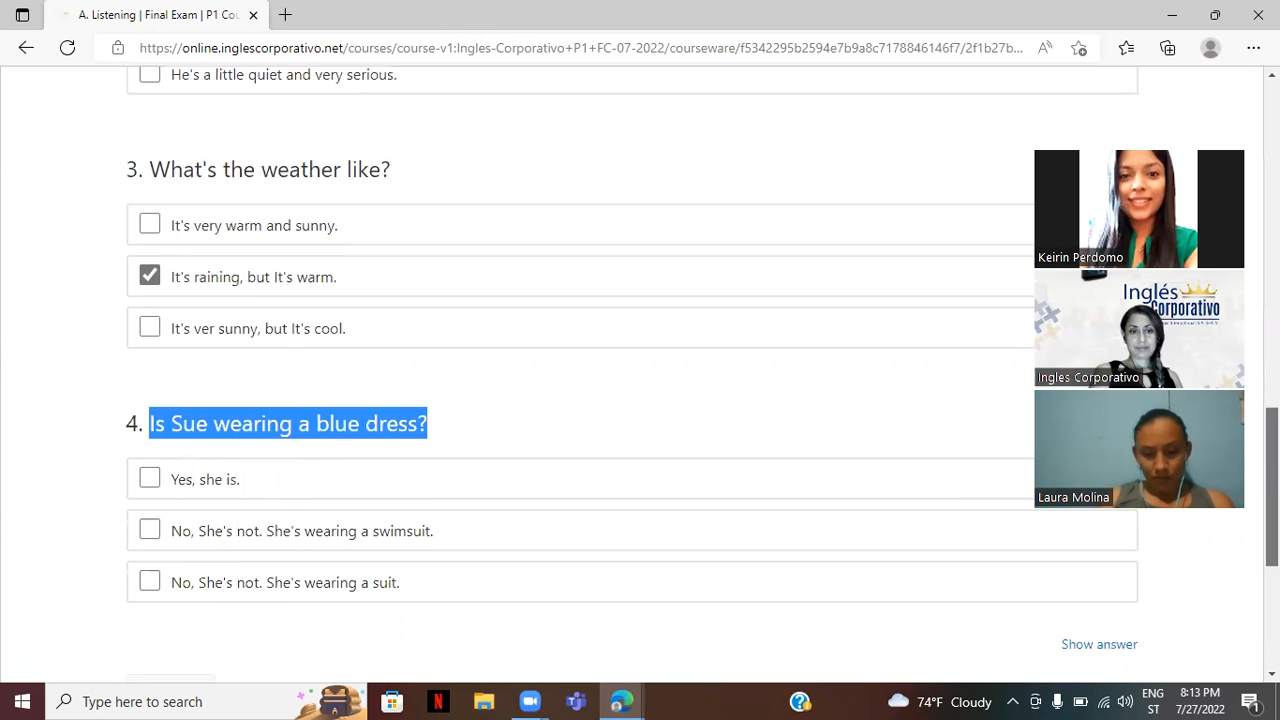 A. Listening | Final Exam | P1 Cou
https://online.inglescorporativo.net/courses/course-v1:Ingles-Corporativo+P1+FC-07-2022/courseware/f5342295b2594e7b9a8c7178846146f7/2f1b27b...
He's a little quiet and very serious.
3. What's the weather like?
It's very warm and sunny.
It's raining, but It's warm.
It's ver sunny, but It's cool.
4. Is Sue wearing a blue dress?
Yes, she is.
No, She's not. She's wearing a swimsuit.
No, She's not. She's wearing a suit.
Show answer
Keirin Perdomo
Inglés
Corporativo
Ingles Corporativo
Laura Molina
Type here to search
74°F Cloudy
ENG
ST
8:13 PM
7/27/2022